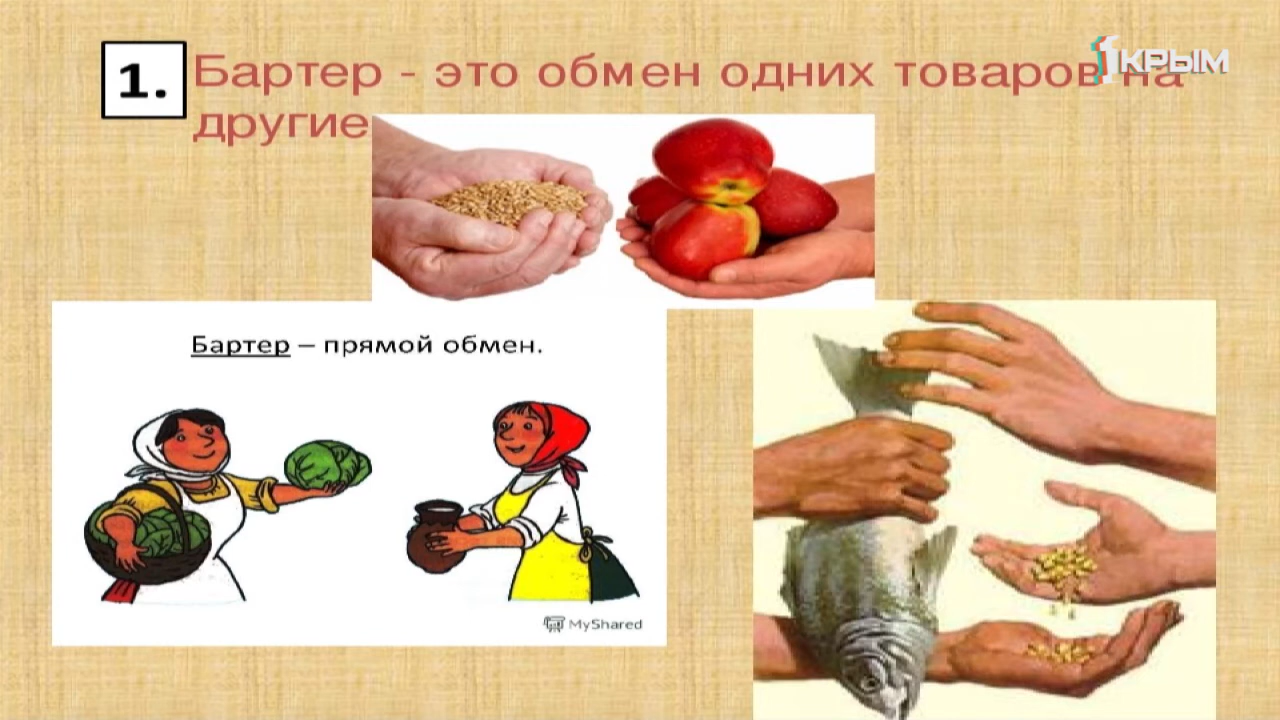 1.
Бартер - это обмен одних товаров на
другие
1КРЫМ
Бартер – прямой обмен.
MyShared